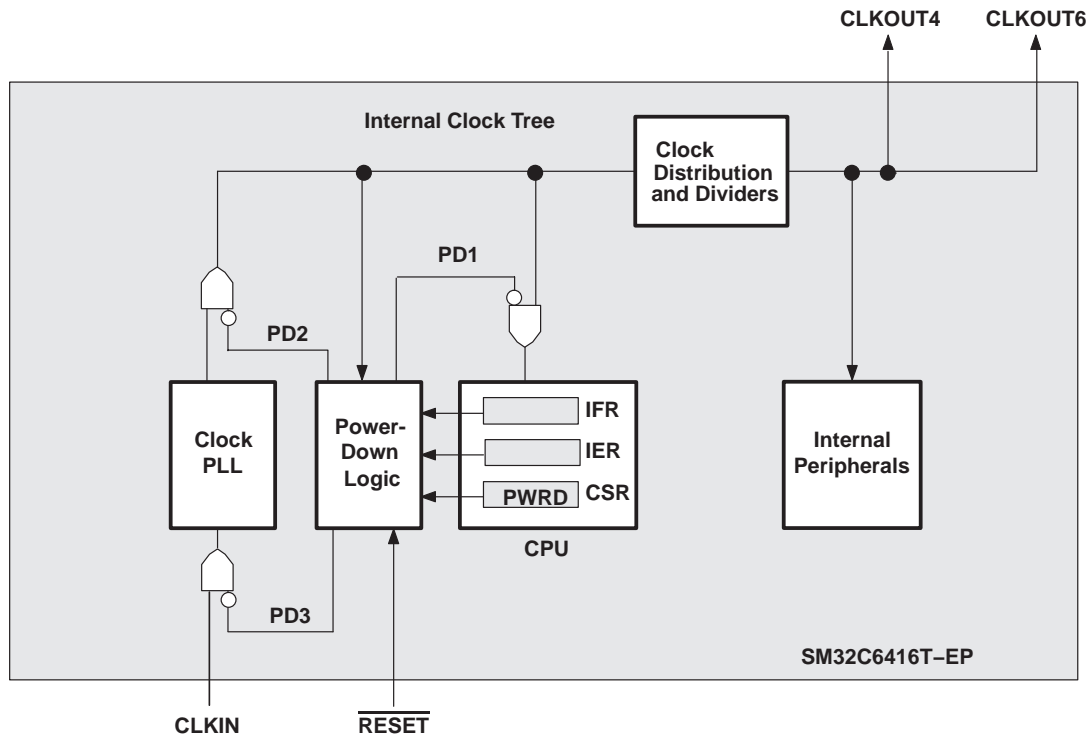 CLKOUT4
CLKOUT6
Internal Clock Tree
Clock
Distribution
and Dividers
PD1
PD2
Clock
PLL
Power-
Down
Logic
IFR
IER
PWRD
CSR
CPU
Internal
Peripherals
PD3
SM32C6416T–EP
CLKIN
RESET